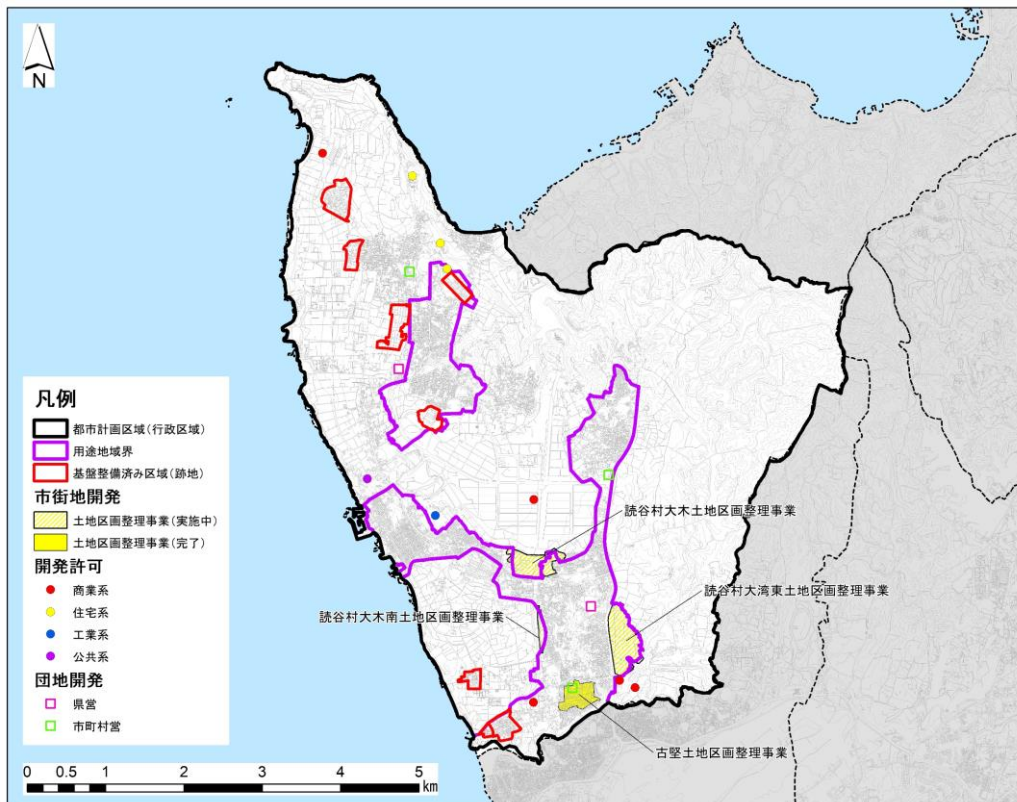 N
凡例
都市計画区域(行政区域)
用途地域界
基盤整備済み区域(跡地)
市街地開発
土地区画整理事業(実施中)
土地区画整理事業(完了)
開発許可
商業系
住宅系
工業系
公共系
団地開発
県営
市町村営
読谷村大木土地区画整理事業
読谷村大湾東土地区画整理事業
読谷村大木南土地区画整理事業
古堅土地区画整理事業
0 0.5 1 2 3 4 5
km